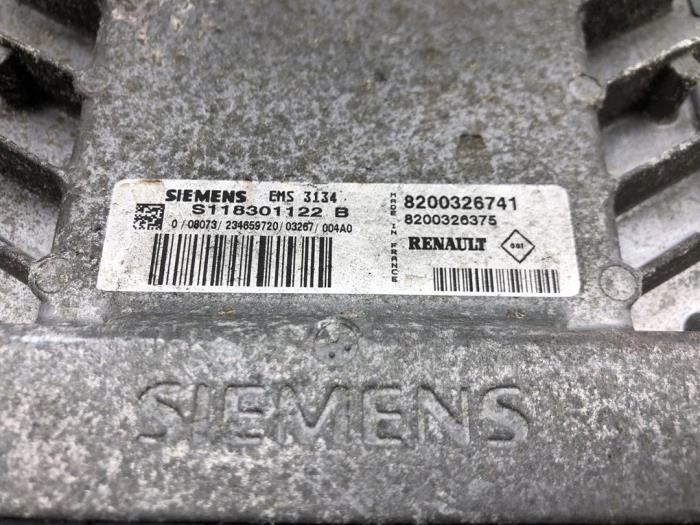 SIEMENS EMS 3134
S118301122 B
0/08073/234659720/03267/004A0
MADE IN FRANCE
8200326741
8200326375
RENAULT
SIEMENS